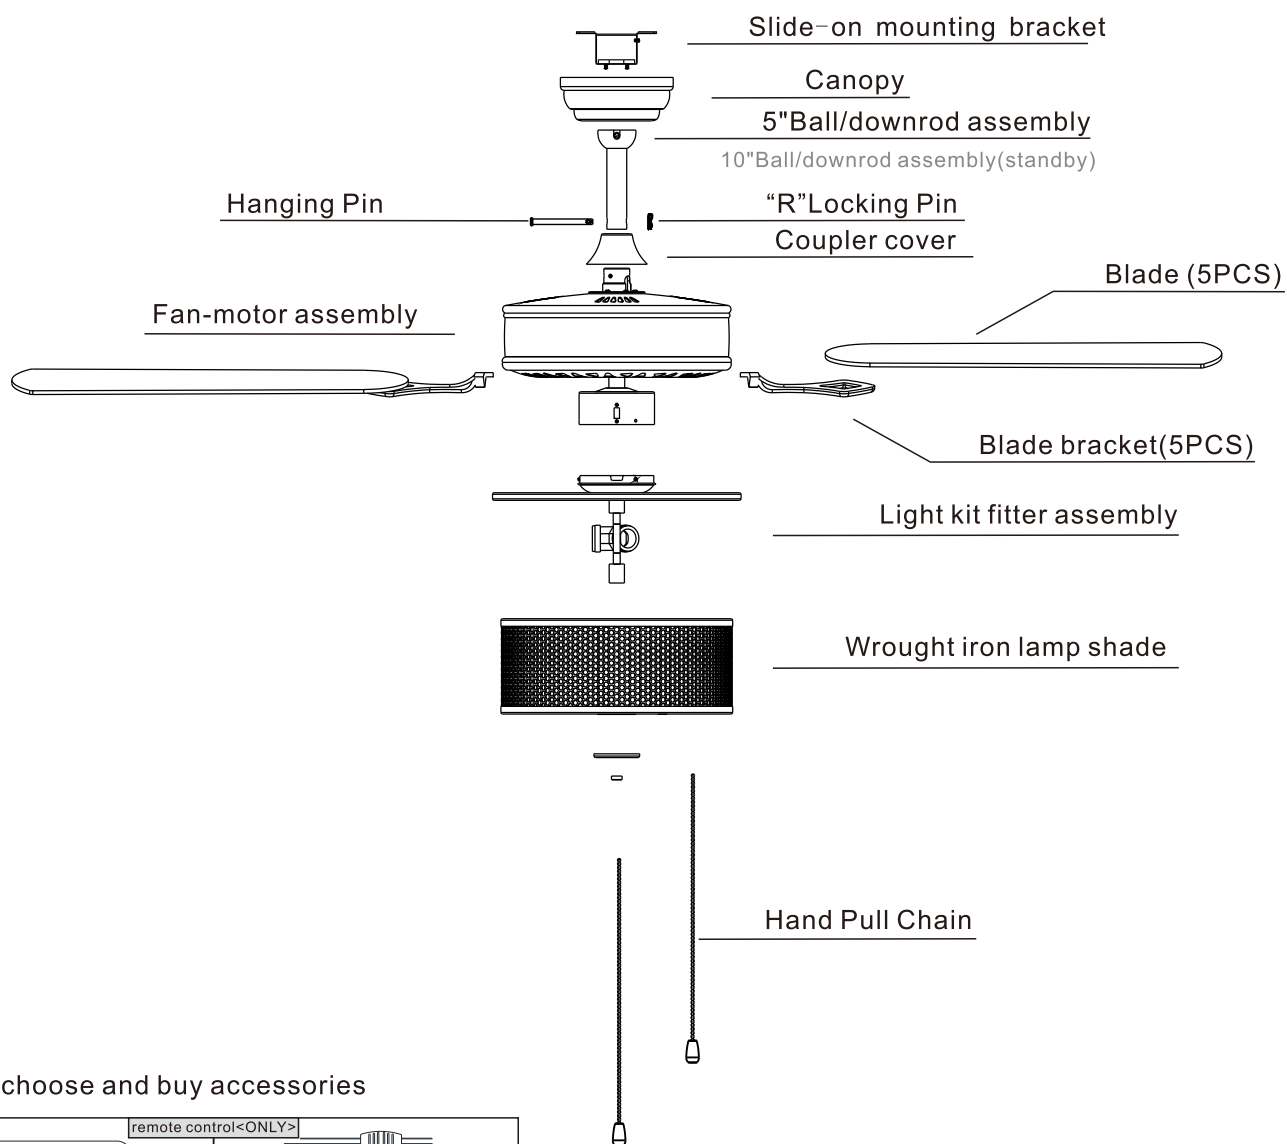 Slide-on mounting bracket
Canopy
5"Ball/downrod assembly
10"Ball/downrod assembly(standby)
Hanging Pin
“R”Locking Pin
Coupler cover
Blade (5PCS)
Fan-motor assembly
Blade bracket(5PCS)
Light kit fitter assembly
Wrought iron lamp shade
Hand Pull Chain
choose and buy accessories
remote control<ONLY>